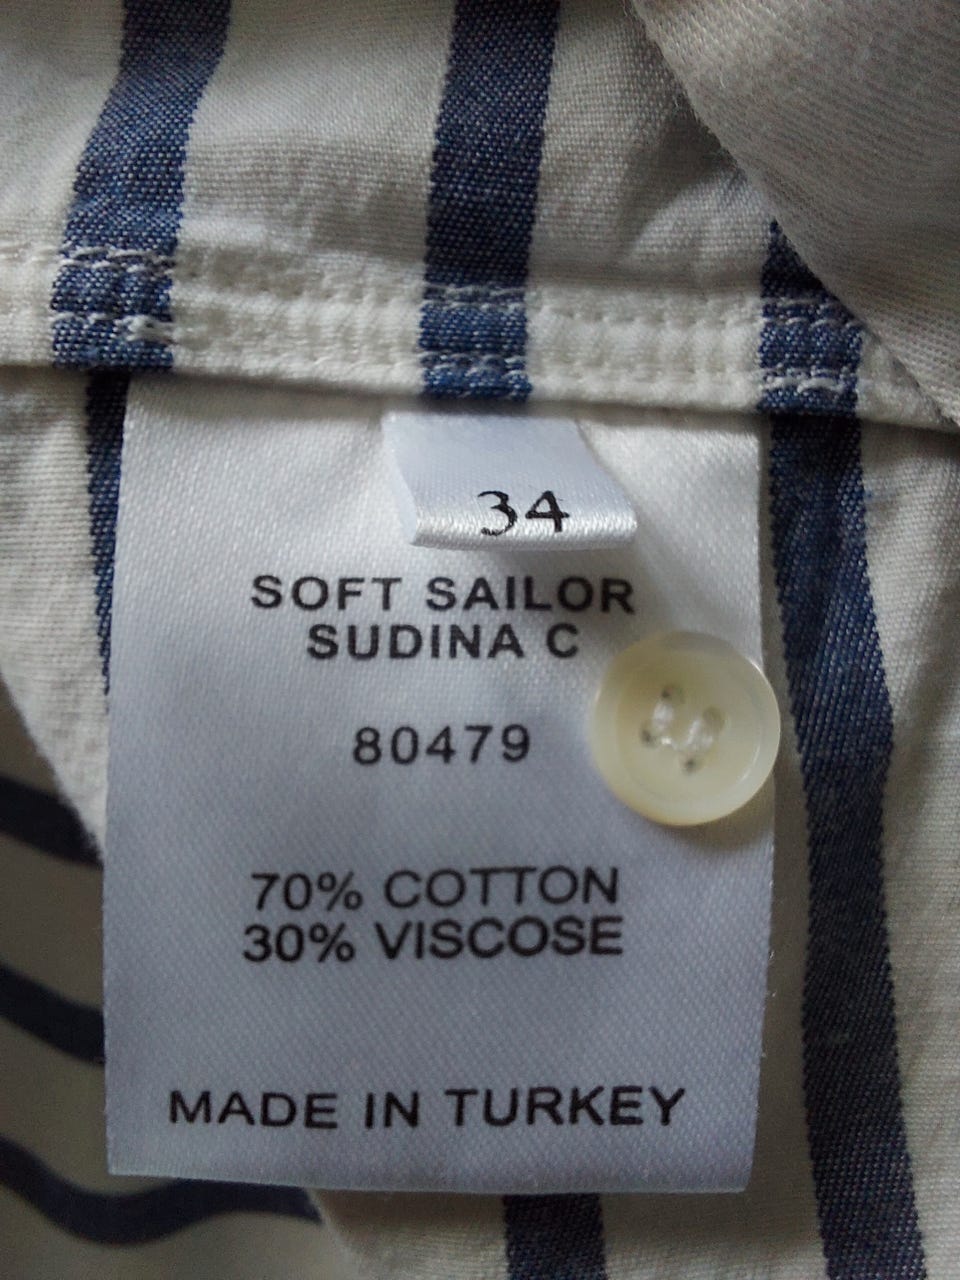 34
SOFT SAILOR
SUDINA C
80479
70% COTTON
30% VISCOSE
MADE IN TURKEY